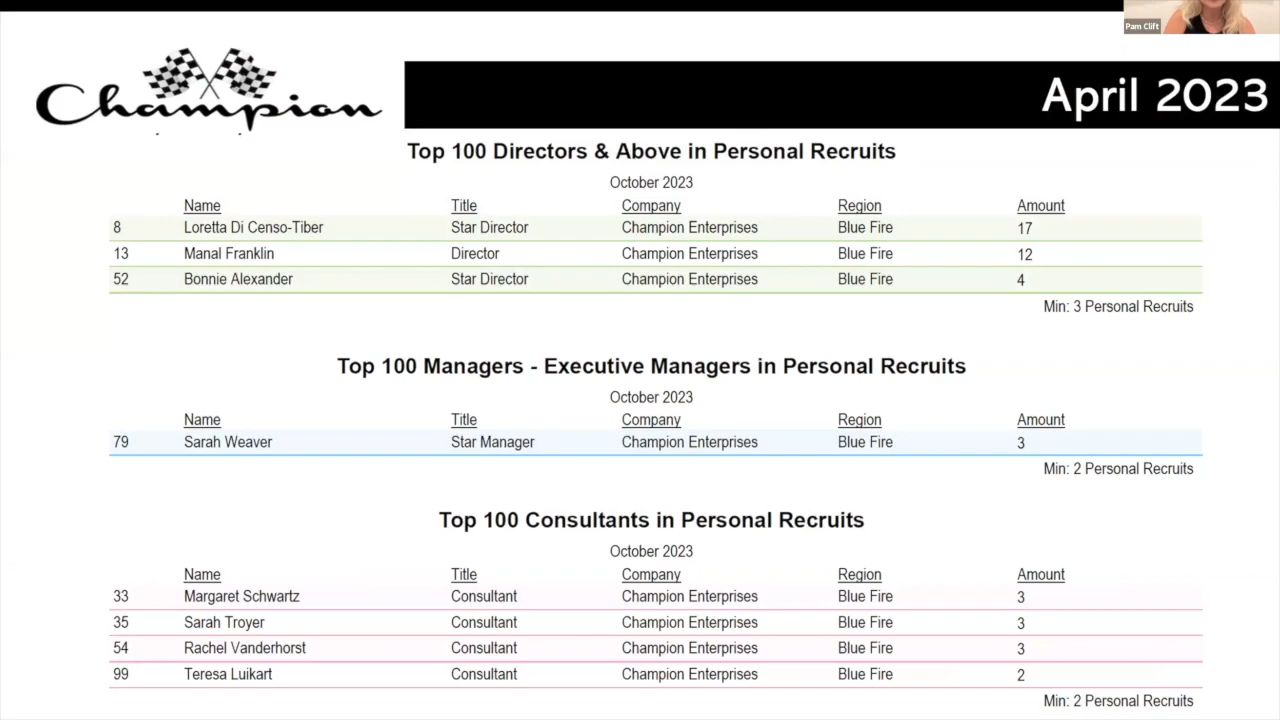 Pam Clift
Champion
April 2023
Top 100 Directors & Above in Personal Recruits
October 2023
Name Title Company Region Amount
8 Loretta Di Censo-Tiber Star Director Champion Enterprises Blue Fire 17
13 Manal Franklin Director Champion Enterprises Blue Fire 12
52 Bonnie Alexander Star Director Champion Enterprises Blue Fire 4
Min: 3 Personal Recruits
Top 100 Managers - Executive Managers in Personal Recruits
October 2023
Name Title Company Region Amount
79 Sarah Weaver Star Manager Champion Enterprises Blue Fire 3
Min: 2 Personal Recruits
Top 100 Consultants in Personal Recruits
October 2023
Name Title Company Region Amount
33 Margaret Schwartz Consultant Champion Enterprises Blue Fire 3
35 Sarah Troyer Consultant Champion Enterprises Blue Fire 3
54 Rachel Vanderhorst Consultant Champion Enterprises Blue Fire 3
99 Teresa Luikart Consultant Champion Enterprises Blue Fire 2
Min: 2 Personal Recruits